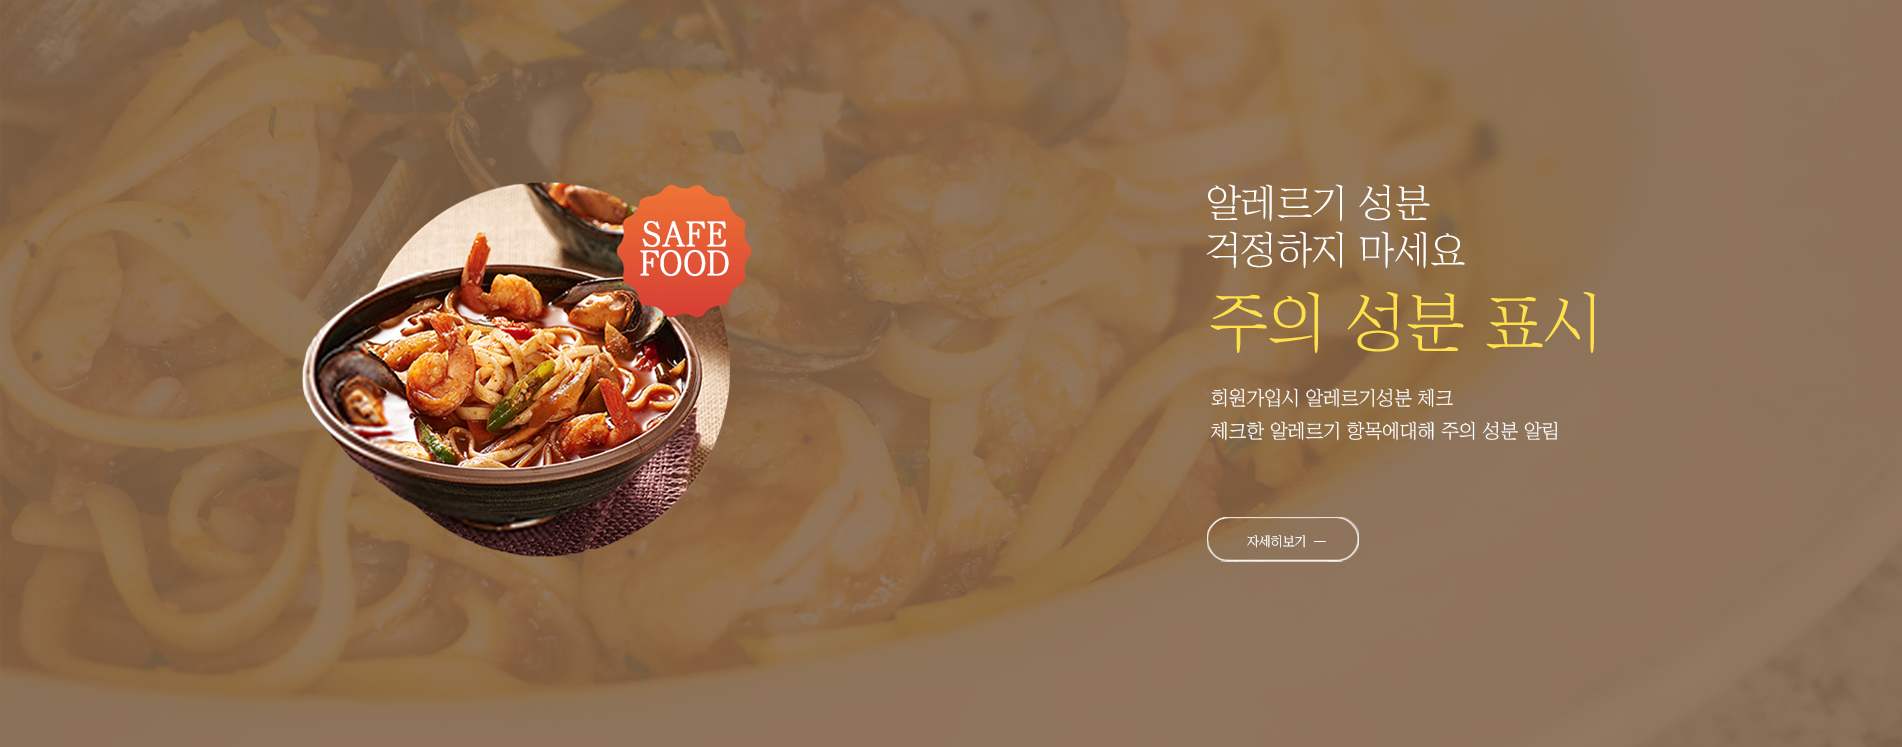 SAFE
FOOD
알레르기 성분
걱정하지 마세요
주의 성분 표시
회원가입시 알레르기성분 체크
체크한 알레르기 항목에대해 주의 성분 알림
자세히보기 —